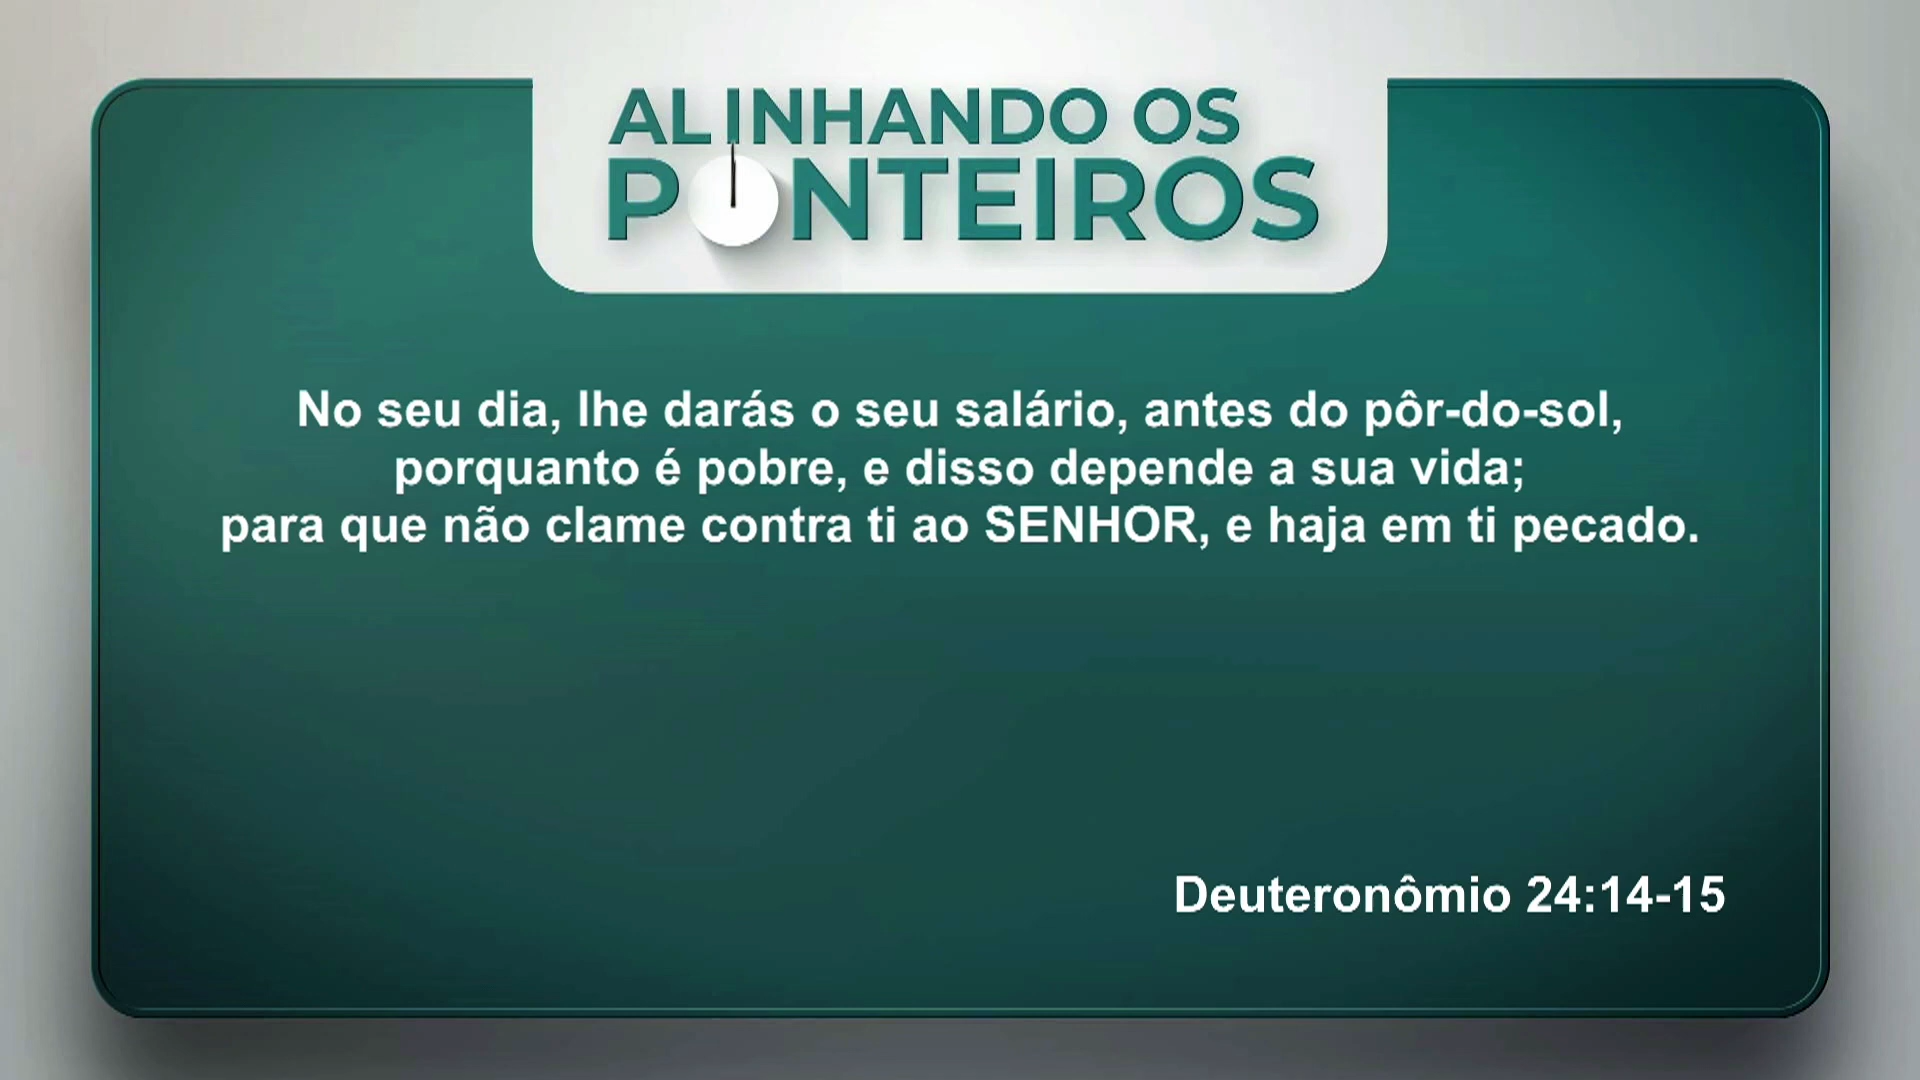 ALINHANDO OS
PONTEIROS
No seu dia, lhe darás o seu salário, antes do pôr-do-sol,
porquanto é pobre, e disso depende a sua vida;
para que não clame contra ti ao SENHOR, e haja em ti pecado.
Deuteronômio 24:14-15